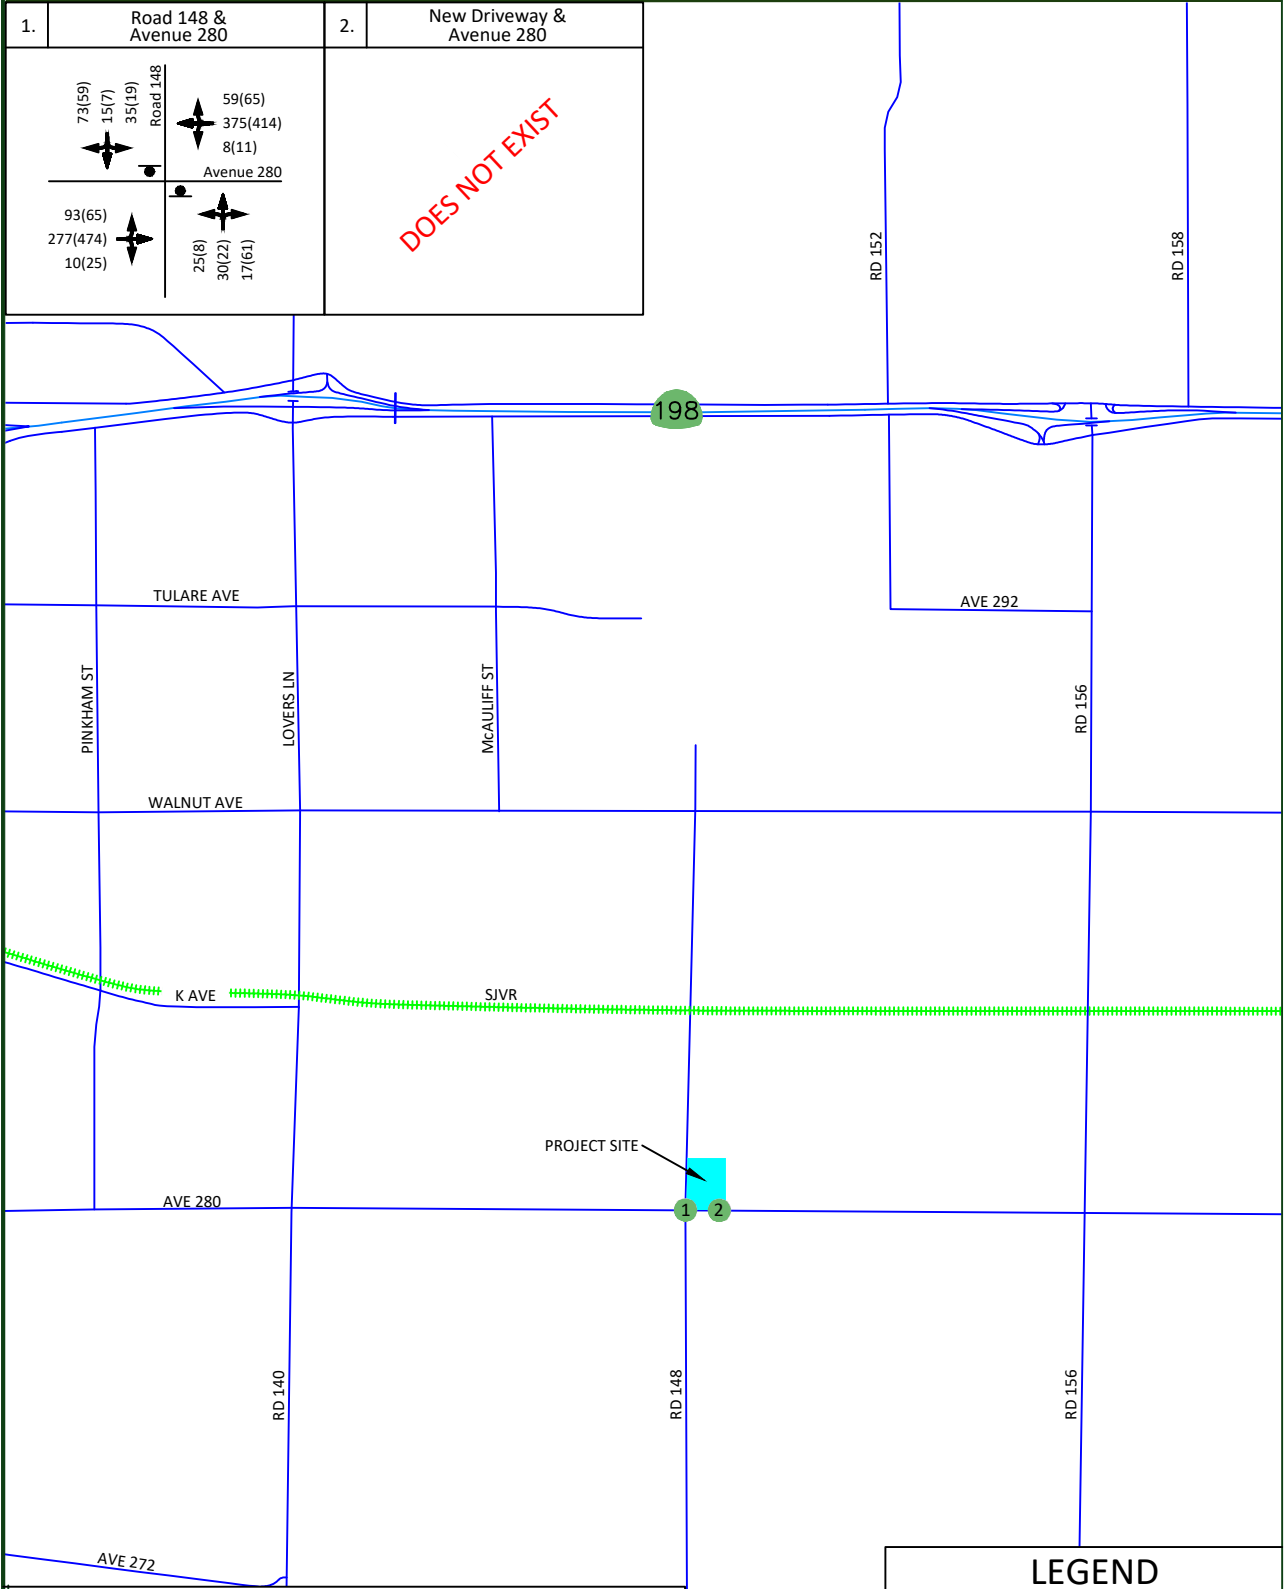 1.
Road 148 &
Avenue 280
2.
New Driveway &
Avenue 280
73(59)
15(7)
35(19)
Road 148
59(65)
375(414)
8(11)
Avenue 280
93(65)
277(474)
10(25)
25(8)
30(22)
17(61)
DOES NOT EXIST
RD 152
RD 158
198
TULARE AVE
AVE 292
PINKHAM ST
LOVERS LN
McAULIFF ST
RD 156
WALNUT AVE
K AVE
SJVR
PROJECT SITE
AVE 280
1
2
RD 140
RD 148
RD 156
AVE 272
LEGEND